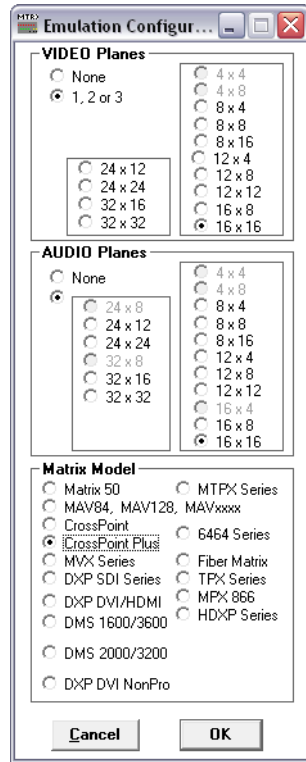 MTRX
Emulation Configur...
VIDEO Planes
None
1, 2 or 3
24 x 12
24 x 24
32 x 16
32 x 32
4 x 4
4 x 8
8 x 4
8 x 8
8 x 16
12 x 4
12 x 8
12 x 12
16 x 8
16 x 16
AUDIO Planes
None
24 x 8
24 x 12
24 x 24
32 x 8
32 x 16
32 x 32
4 x 4
4 x 8
8 x 4
8 x 8
8 x 16
12 x 4
12 x 8
12 x 12
16 x 4
16 x 8
16 x 16
Matrix Model
Matrix 50
MTPX Series
MAV84, MAV128, MAVxxxx
CrossPoint
6464 Series
CrossPoint Plus
MVX Series
Fiber Matrix
DXP SDI Series
TPX Series
DXP DVI/HDMI
MPX 866
DMS 1600/3600
HDXP Series
DMS 2000/3200
DXP DVI NonPro
Cancel
OK